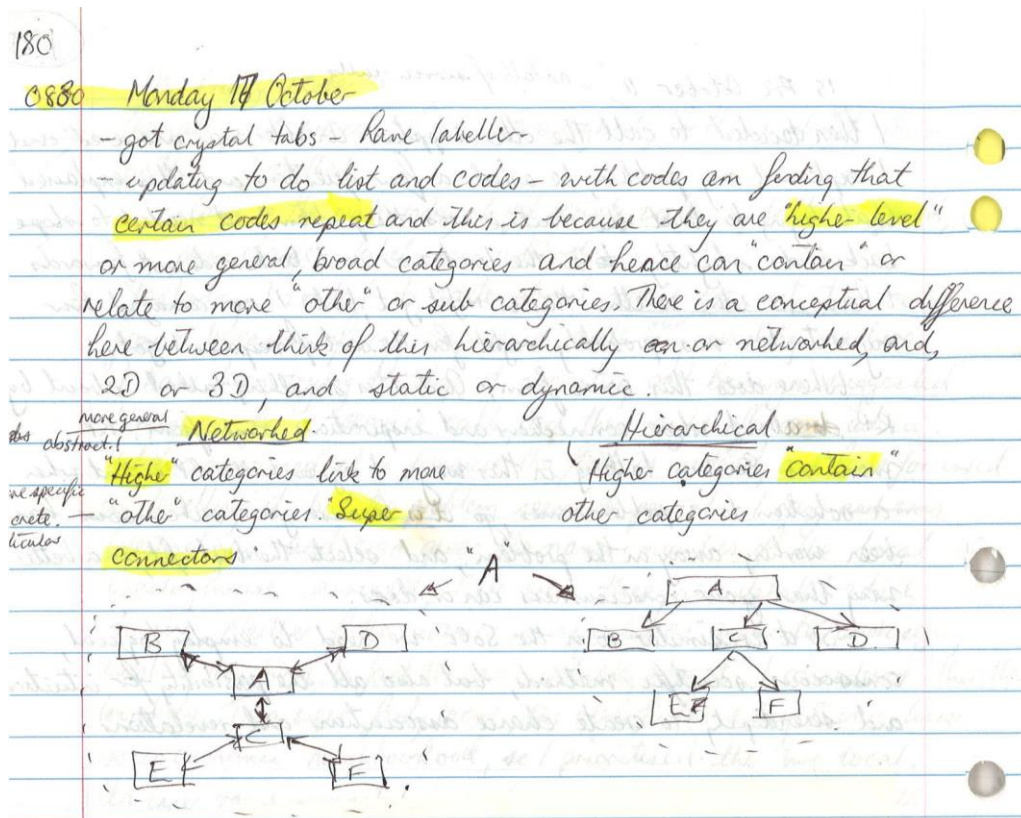 180
0830 Monday 17 October
- got crystal tabs - have labeller
- updating to do list and codes - with codes am finding that
certain codes repeat and this is because they are "higher-level"
or more general, broad categories and hence can "contain" or
relate to more "other" or sub categories. There is a conceptual difference
here between think of this hierarchically or networked, and,
2D or 3D, and static or dynamic.
more general
abstract!
Networked
Hierarchical
"Higher" categories link to more
Higher categories "contain"
specific
- "other" categories. "Super
other categories
connectors"
"A"
A
B D
B C D
A
E F
C
E F